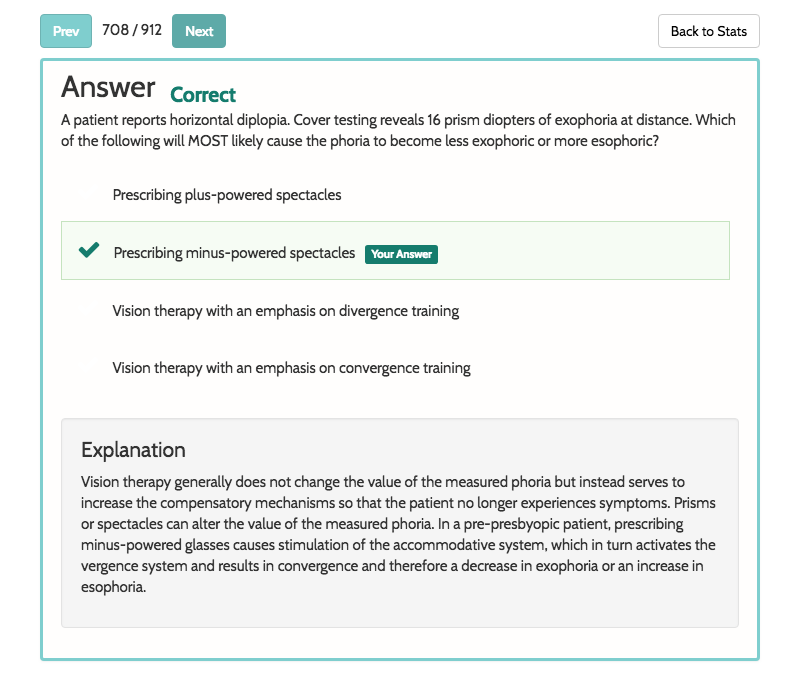 Prev 708 / 912 Next Back to Stats
Answer Correct
A patient reports horizontal diplopia. Cover testing reveals 16 prism diopters of exophoria at distance. Which
of the following will MOST likely cause the phoria to become less exophoric or more esophoric?
Prescribing plus-powered spectacles
Prescribing minus-powered spectacles Your Answer
Vision therapy with an emphasis on divergence training
Vision therapy with an emphasis on convergence training
Explanation
Vision therapy generally does not change the value of the measured phoria but instead serves to
increase the compensatory mechanisms so that the patient no longer experiences symptoms. Prisms
or spectacles can alter the value of the measured phoria. In a pre-presbyopic patient, prescribing
minus-powered glasses causes stimulation of the accommodative system, which in turn activates the
vergence system and results in convergence and therefore a decrease in exophoria or an increase in
esophoria.